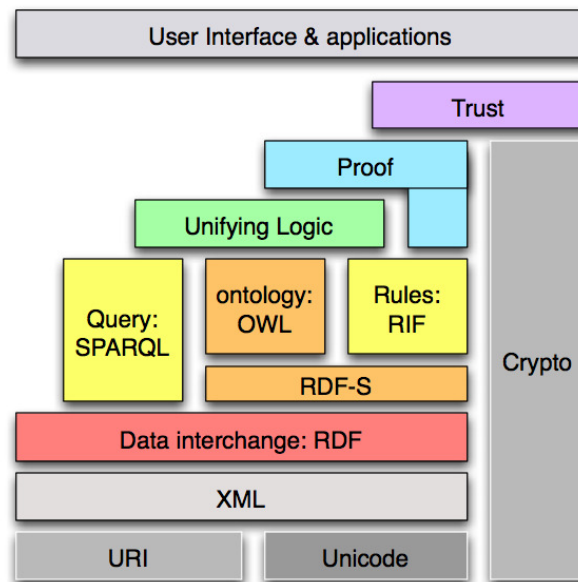 User Interface & applications
Trust
Proof
Unifying Logic
Query:
SPARQL
ontology:
OWL
Rules:
RIF
Crypto
RDF-S
Data interchange: RDF
XML
URI
Unicode